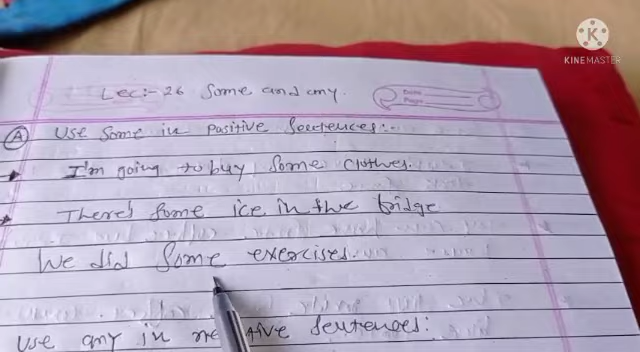 KINEMASTER
Lec:- 26 Some and any.
Date
Page
(A) Use Some in Positive Sentences:-
I'm going to buy Some clothes.
There's Some ice in the fridge
We did Some exercises.
Use any in Sentences: